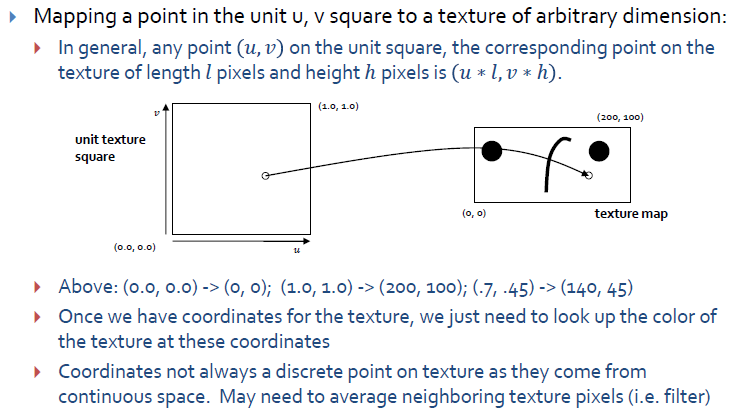 Mapping a point in the unit u, v square to a texture of arbitrary dimension:
In general, any point (u, v) on the unit square, the corresponding point on the
texture of length l pixels and height h pixels is (u * l, v * h).
v
(1.0, 1.0)
(200, 100)
unit texture
square
(0, 0)
texture map
(0.0, 0.0)
u
Above: (0.0, 0.0) -> (0, 0); (1.0, 1.0) -> (200, 100); (.7, .45) -> (140, 45)
Once we have coordinates for the texture, we just need to look up the color of
the texture at these coordinates
Coordinates not always a discrete point on texture as they come from
continuous space. May need to average neighboring texture pixels (i.e. filter)